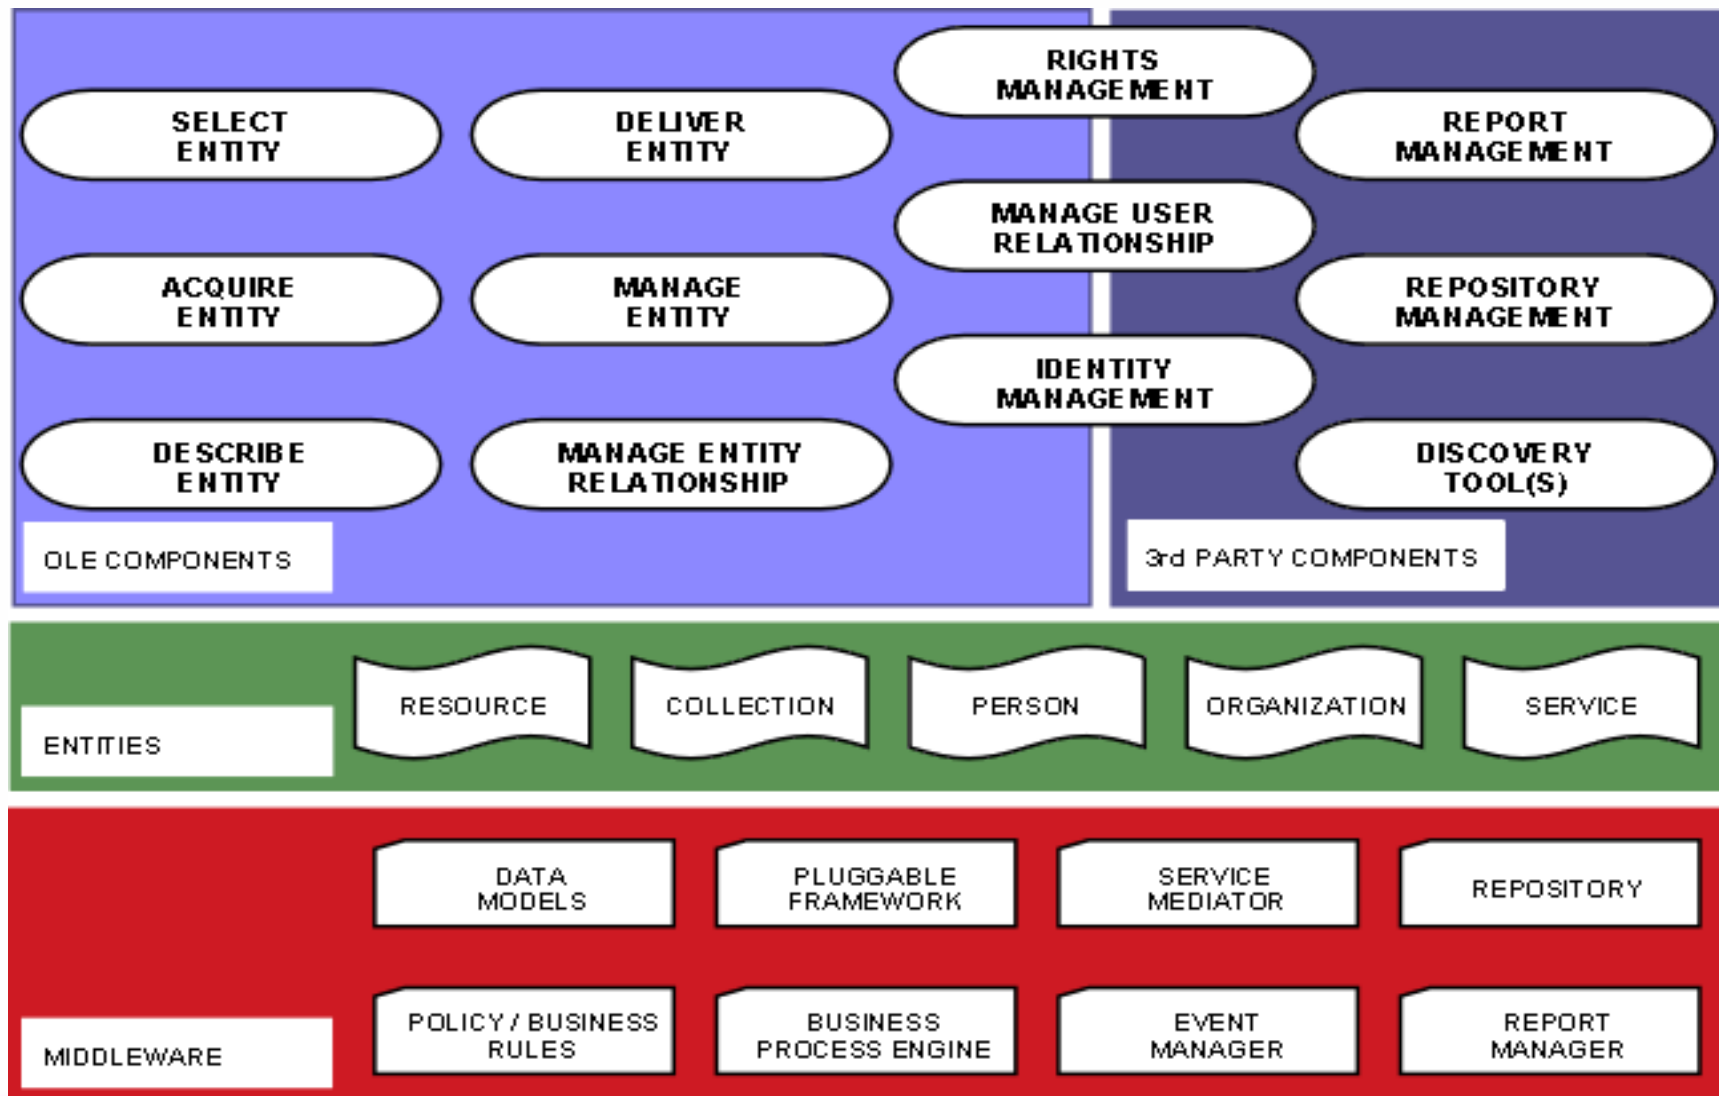 RIGHTS
MANAGEMENT
SELECT
ENTITY
DELIVER
ENTITY
REPORT
MANAGEMENT
MANAGE USER
RELATIONSHIP
ACQUIRE
ENTITY
MANAGE
ENTITY
REPOSITORY
MANAGEMENT
IDENTITY
MANAGEMENT
DESCRIBE
ENTITY
MANAGE ENTITY
RELATIONSHIP
DISCOVERY
TOOL(S)
OLE COMPONENTS
3rd PARTY COMPONENTS
RESOURCE
COLLECTION
PERSON
ORGANIZATION
SERVICE
ENTITIES
DATA
MODELS
PLUGGABLE
FRAMEWORK
SERVICE
MEDIATOR
REPOSITORY
POLICY / BUSINESS
RULES
BUSINESS
PROCESS ENGINE
EVENT
MANAGER
REPORT
MANAGER
MIDDLEWARE